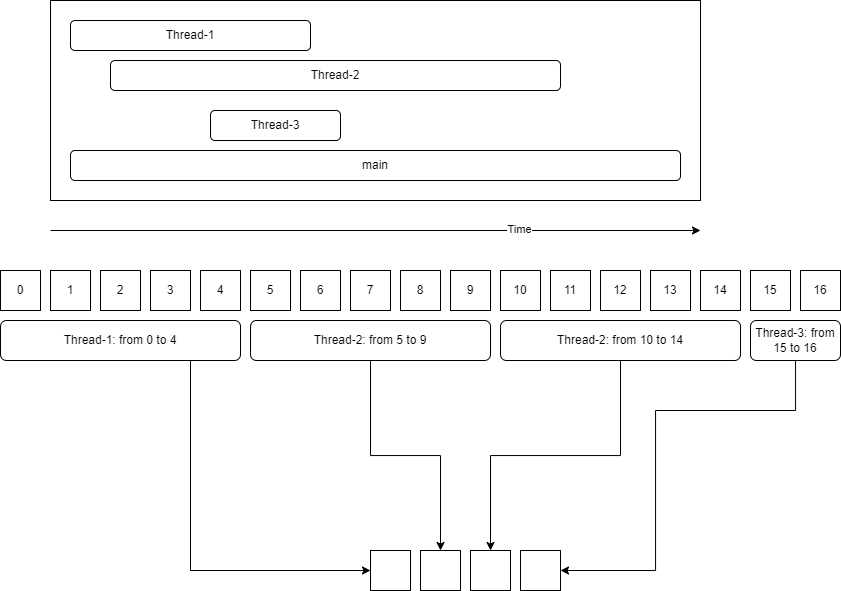 Thread-1
Thread-2
Thread-3
main
Time
0 1 2 3 4 5 6 7 8 9 10 11 12 13 14 15 16
Thread-1: from 0 to 4
Thread-2: from 5 to 9
Thread-2: from 10 to 14
Thread-3: from
15 to 16